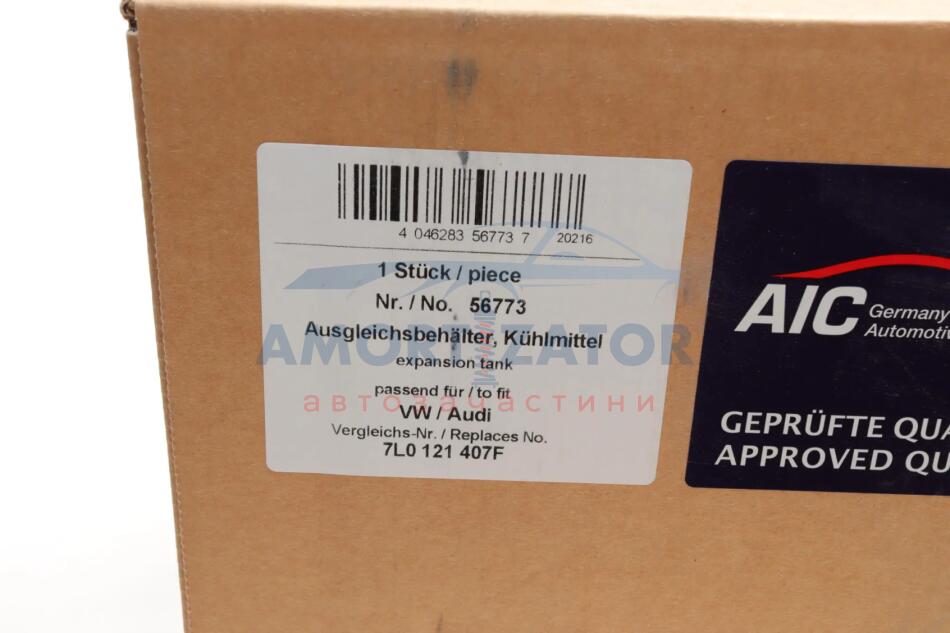 4 046283 56773 7 20216
1 Stück / piece
Nr. / No. 56773
Ausgleichsbehälter, Kühlmittel
expansion tank
passend für / to fit
VW / Audi
Vergleichs-Nr. / Replaces No.
7L0 121 407F
AMORTIZATOR
автозапчастини
AIC Germany
Automotiv
GEPRÜFTE QUA
APPROVED QU